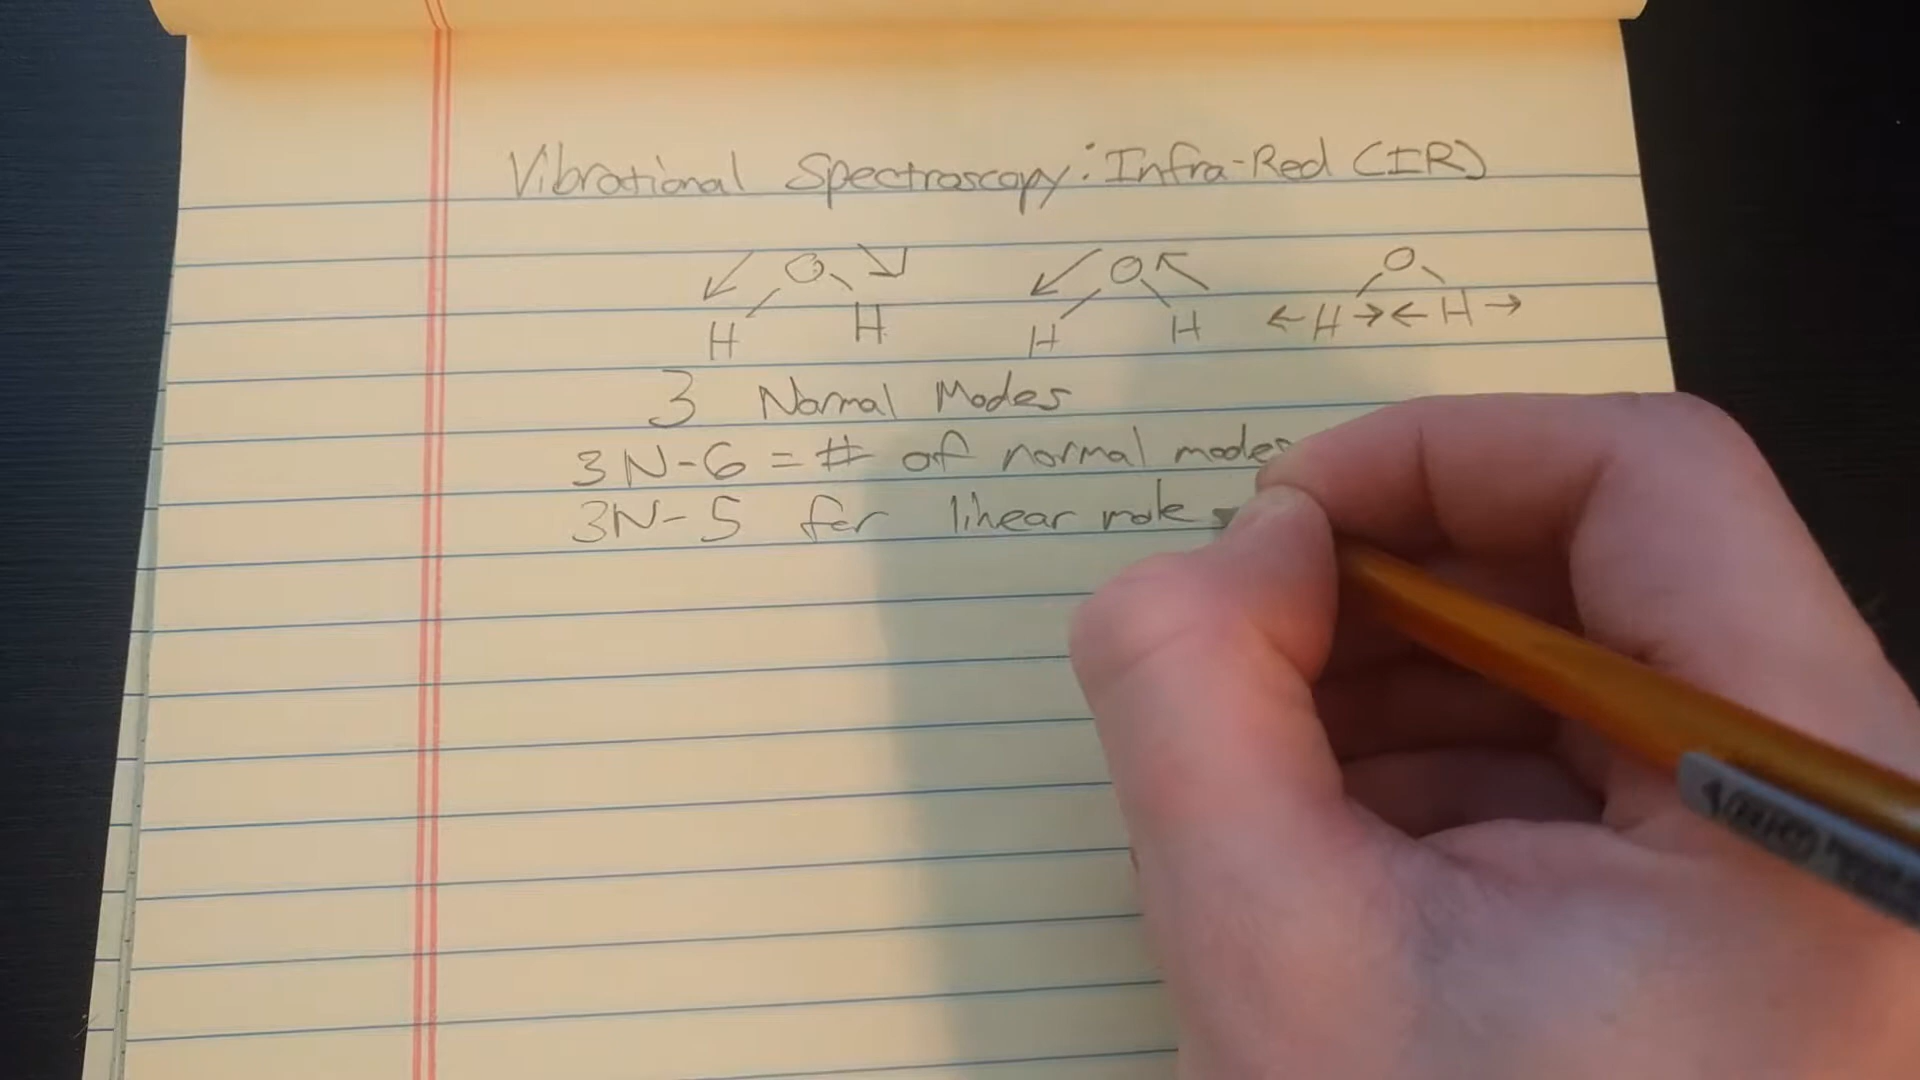 Vibrational Spectroscopy: Infra-Red (IR)
O O O
H H H H ←H→←H→
3 Normal Modes
3N-6 = # of normal modes
3N-5 for linear mole